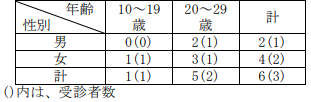 年齢
性別
10～19歳
20～29歳
計
男 0(0) 2(1) 2(1)
女 1(1) 3(1) 4(2)
計 1(1) 5(2) 6(3)
()内は、受診者数